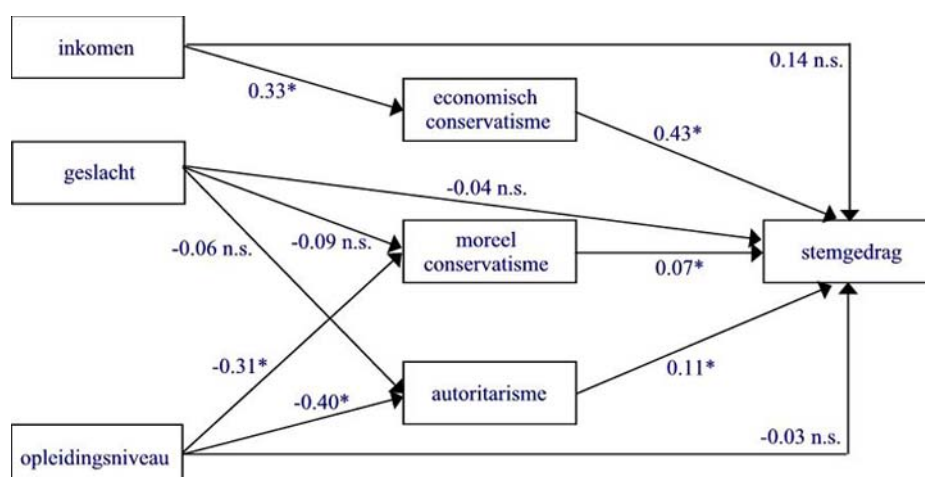 inkomen
0.14 n.s.
0.33*
economisch
conservatisme
0.43*
geslacht
-0.04 n.s.
-0.06 n.s.
-0.09 n.s.
moreel
conservatisme
0.07*
stemgedrag
-0.31*
-0.40*
autoritarisme
0.11*
-0.03 n.s.
opleidingsniveau